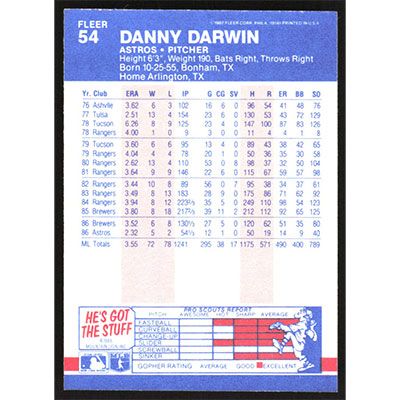 FLEER
54
DANNY DARWIN
ASTROS • PITCHER
Height 6'3", Weight 190, Bats Right, Throws Right
Born 10-25-55, Bonham, TX
Home Arlington, TX
Yr. Club ERA W L IP G CG SV H R ER BB SO
76 Ashvlle 3.62 6 3 102 16 6 0 96 54 41 48 76
77 Tulsa 2.51 13 4 154 23 6 0 130 53 43 72 129
78 Tucson 6.26 8 9 125 23 4 0 147 100 87 83 126
78 Rangers 4.00 1 0 9 3 0 0 11 4 4 1 8
79 Tucson 3.60 6 6 95 13 4 0 89 43 38 42 65
79 Rangers 4.04 4 4 78 20 1 0 50 36 35 30 58
80 Rangers 2.62 13 4 110 53 0 8 98 37 32 50 104
81 Rangers 3.64 9 9 146 22 6 0 115 67 59 57 98
82 Rangers 3.44 10 8 89 56 0 7 95 38 34 37 61
83 Rangers 3.49 8 13 183 28 9 0 175 86 71 62 92
84 Rangers 3.94 8 12 223⅔ 35 5 0 249 110 98 54 123
85 Brewers 3.80 8 18 217⅔ 39 11 2 212 112 92 65 125
86 Brewers 3.52 6 8 130⅓ 27 5 0 120 62 51 35 80
86 Astros 2.32 5 2 54⅓ 12 1 0 50 19 14 9 40
ML Totals 3.55 72 78 1241 295 38 17 1175 571 490 400 789
HE'S GOT
THE STUFF
PRO SCOUTS REPORT
PITCH AWESOME HOT SHARP AVERAGE
FASTBALL
CURVEBALL
CHANGE-UP
SLIDER
SCREWBALL
SINKER
GOPHER RATING AVERAGE GOOD EXCELLENT